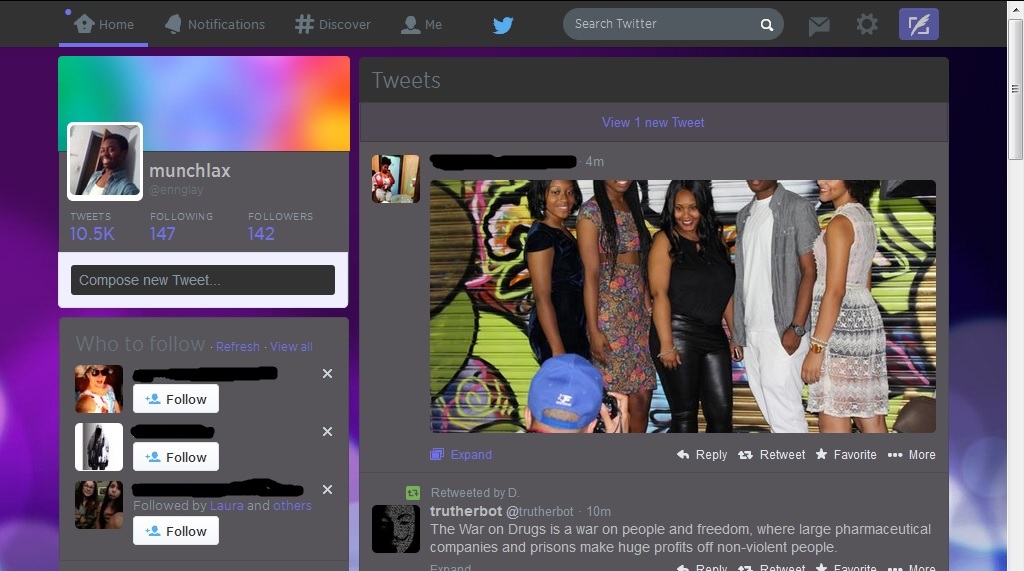 Home Notifications Discover Me Search Twitter
munchlax
@ennglay
TWEETS FOLLOWING FOLLOWERS
10.5K 147 142
Compose new Tweet...
Who to follow · Refresh · View all
Follow
Follow
Followed by Laura and others
Follow
Tweets
View 1 new Tweet
· 4m
Expand Reply Retweet Favorite More
Retweeted by D.
trutherbot @trutherbot · 10m
The War on Drugs is a war on people and freedom, where large pharmaceutical
companies and prisons make huge profits off non-violent people.
Expand Reply Retweet Favorite More